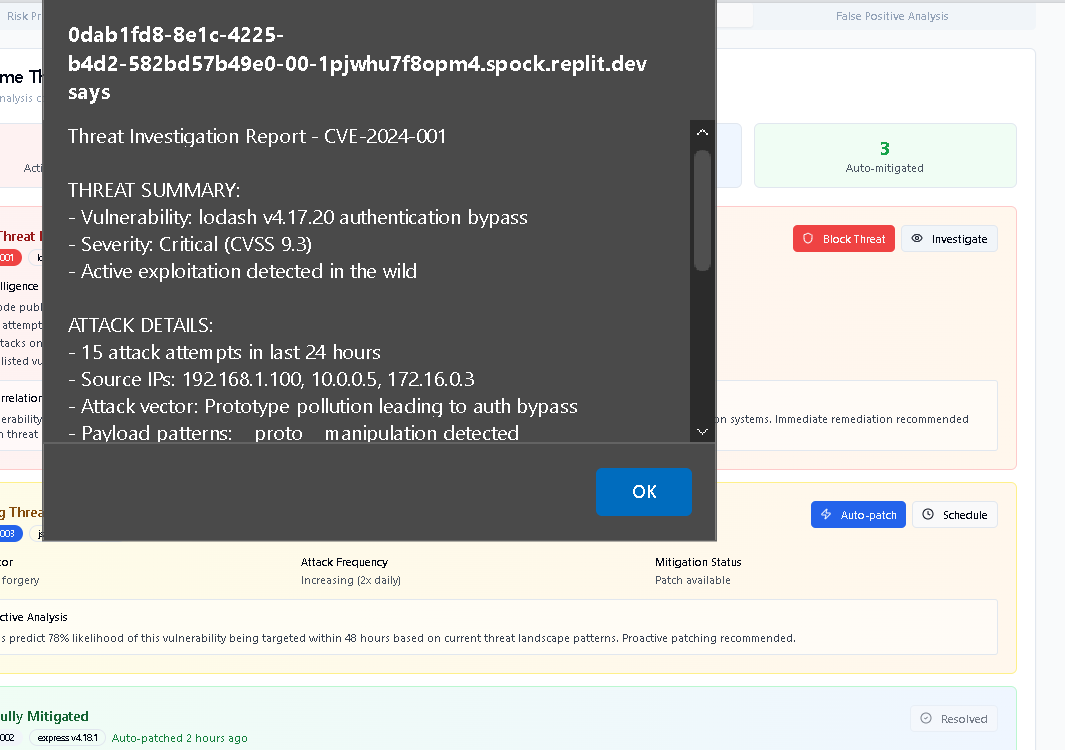 Risk Pr
False Positive Analysis
0dab1fd8-8e1c-4225-
b4d2-582bd57b49e0-00-1pjwhu7f8opm4.spock.replit.dev
says
me Th
nalysis c
Threat Investigation Report - CVE-2024-001
3
Acti
Auto-mitigated
THREAT SUMMARY:
- Vulnerability: lodash v4.17.20 authentication bypass
- Severity: Critical (CVSS 9.3)
- Active exploitation detected in the wild
Threat I
Block Threat
Investigate
001
lo
lligence
ode publ
attempt
tacks on
listed vu
ATTACK DETAILS:
- 15 attack attempts in last 24 hours
- Source IPs: 192.168.1.100, 10.0.0.5, 172.16.0.3
- Attack vector: Prototype pollution leading to auth bypass
- Payload patterns: __proto__ manipulation detected
rrelation
erability
on systems. Immediate remediation recommended
n threat
OK
g Threa
Auto-patch
Schedule
003
js
or
Attack Frequency
Mitigation Status
forgery
Increasing (2x daily)
Patch available
ctive Analysis
s predict 78% likelihood of this vulnerability being targeted within 48 hours based on current threat landscape patterns. Proactive patching recommended.
ully Mitigated
Resolved
002
express v4.18.1
Auto-patched 2 hours ago